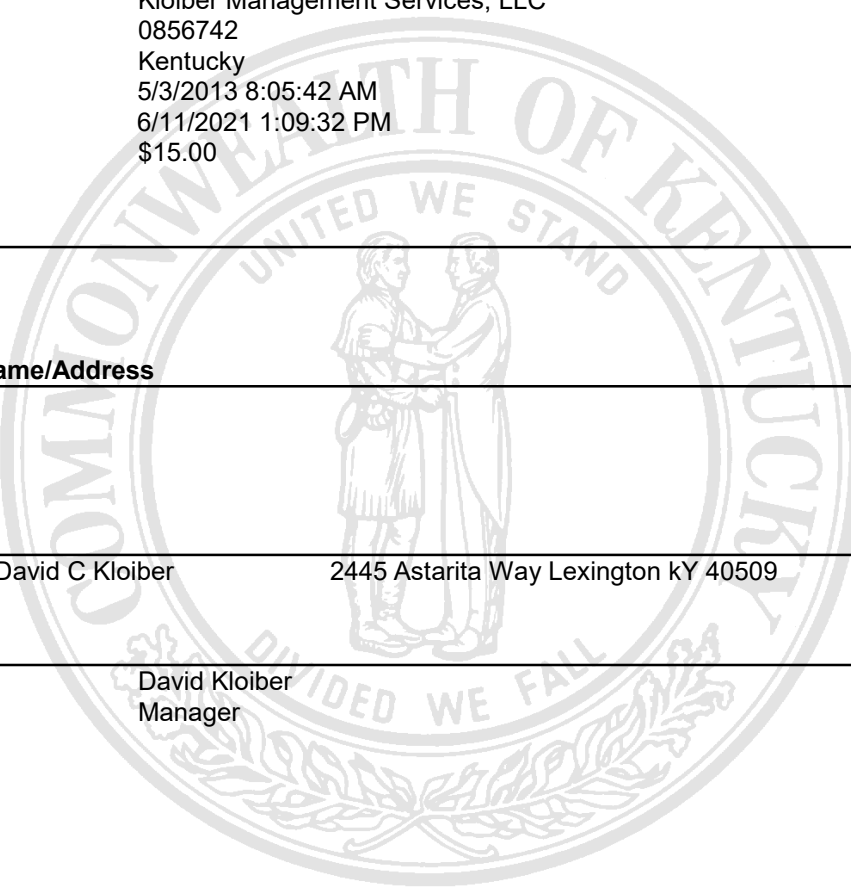 Kloiber Management Services, LLC
0856742
Kentucky
5/3/2013 8:05:42 AM
6/11/2021 1:09:32 PM
$15.00
COMMONWEALTH OF KENTUCKY
UNITED WE STAND
ame/Address
David C Kloiber 2445 Astarita Way Lexington kY 40509
DIVIDED WE FALL
David Kloiber
Manager